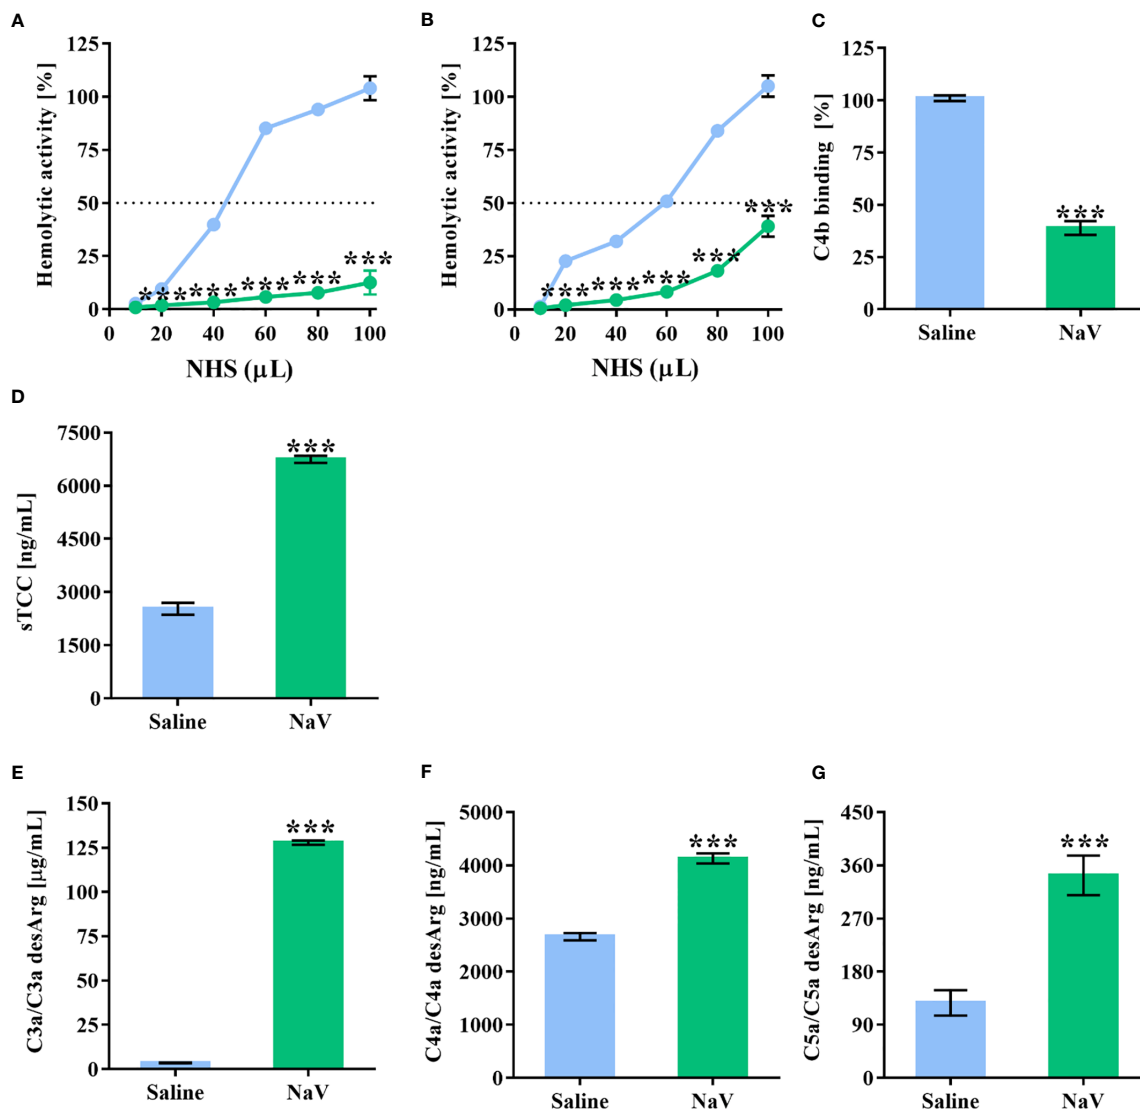 A
Hemolytic activity [%]
125
100
75
50
25
0
0
20
40
60
80
100
***
***
***
***
***
NHS (μL)
B
Hemolytic activity [%]
125
100
75
50
25
0
0
20
40
60
80
100
***
***
***
***
***
NHS (μL)
C
C4b binding [%]
125
100
75
50
25
0
***
Saline
NaV
D
sTCC [ng/mL]
7500
6000
4500
3000
1500
0
***
Saline
NaV
E
C3a/C3a desArg [μg/mL]
150
125
100
75
50
25
0
***
Saline
NaV
F
C4a/C4a desArg [ng/mL]
5000
4000
3000
2000
1000
0
***
Saline
NaV
G
C5a/C5a desArg [ng/mL]
450
360
270
180
90
0
***
Saline
NaV